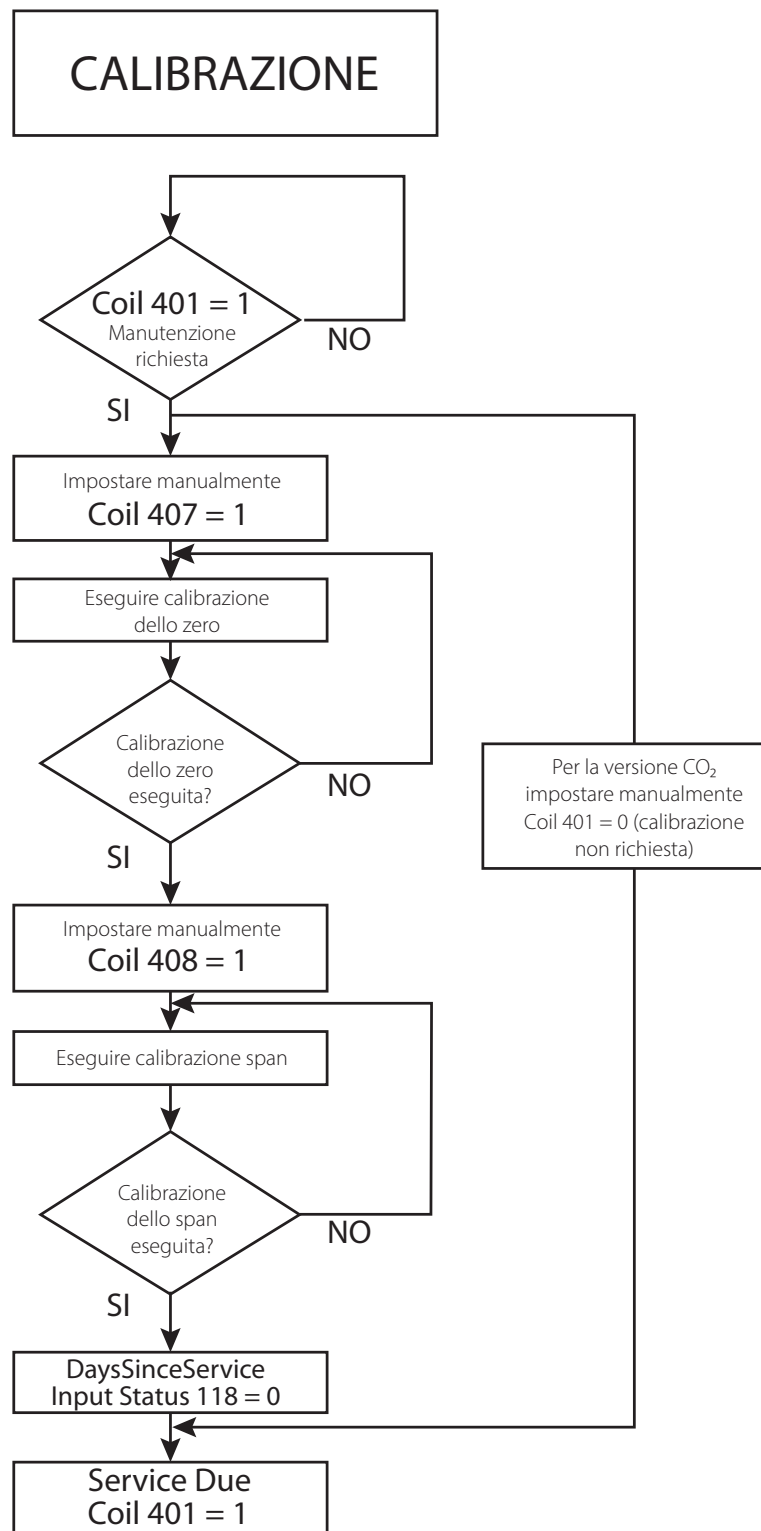 CALIBRAZIONE
Coil 401 = 1
Manutenzione
richiesta
NO
SI
Impostare manualmente
Coil 407 = 1
Eseguire calibrazione
dello zero
Calibrazione
dello zero
eseguita?
NO
SI
Per la versione CO₂
impostare manualmente
Coil 401 = 0 (calibrazione
non richiesta)
Impostare manualmente
Coil 408 = 1
Eseguire calibrazione span
Calibrazione
dello span
eseguita?
NO
SI
DaysSinceService
Input Status 118 = 0
Service Due
Coil 401 = 1